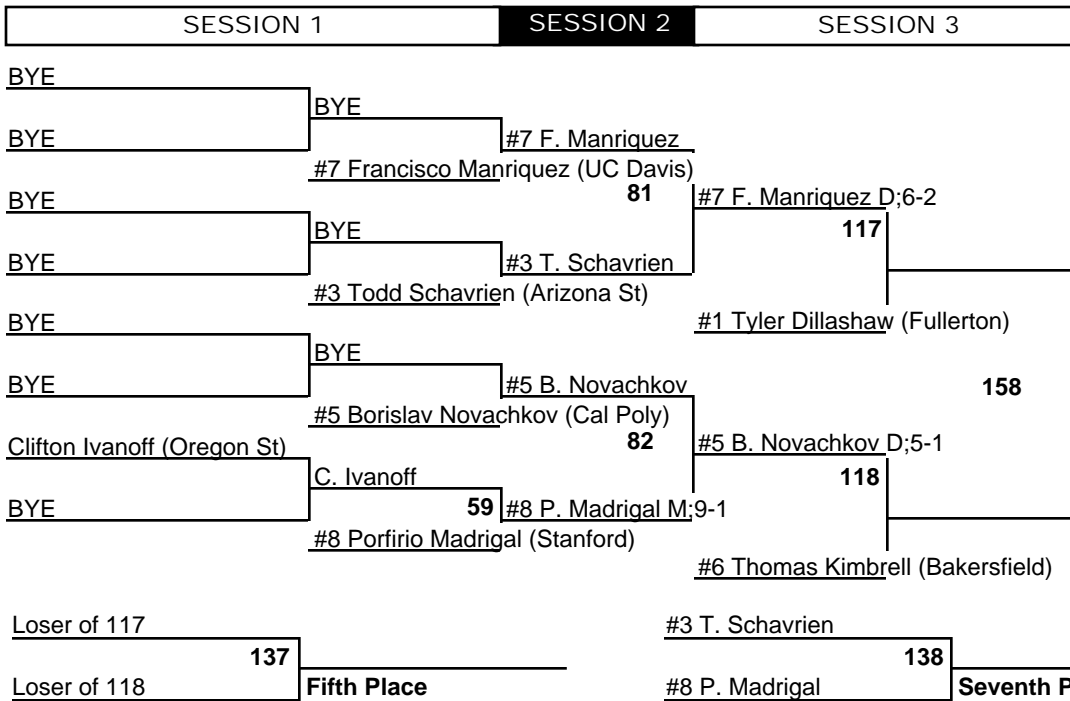 SESSION 1 SESSION 2 SESSION 3
BYE
BYE
BYE #7 F. Manriquez
#7 Francisco Manriquez (UC Davis)
81
BYE #7 F. Manriquez D;6-2
BYE 117
BYE #3 T. Schavrien
#3 Todd Schavrien (Arizona St)
BYE #1 Tyler Dillashaw (Fullerton)
BYE
BYE #5 B. Novachkov 158
#5 Borislav Novachkov (Cal Poly)
Clifton Ivanoff (Oregon St) 82 #5 B. Novachkov D;5-1
C. Ivanoff 118
BYE 59 #8 P. Madrigal M;9-1
#8 Porfirio Madrigal (Stanford)
#6 Thomas Kimbrell (Bakersfield)
Loser of 117 #3 T. Schavrien
137 138
Loser of 118 Fifth Place #8 P. Madrigal Seventh P